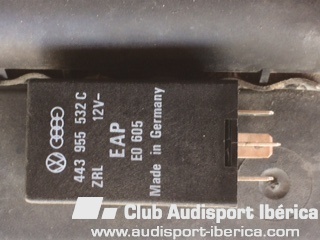 443 955 532 C
ZRL 12V-
EAP
E0 605
Made in Germany
Club Audisport Ibérica
www.audisport-iberica.com